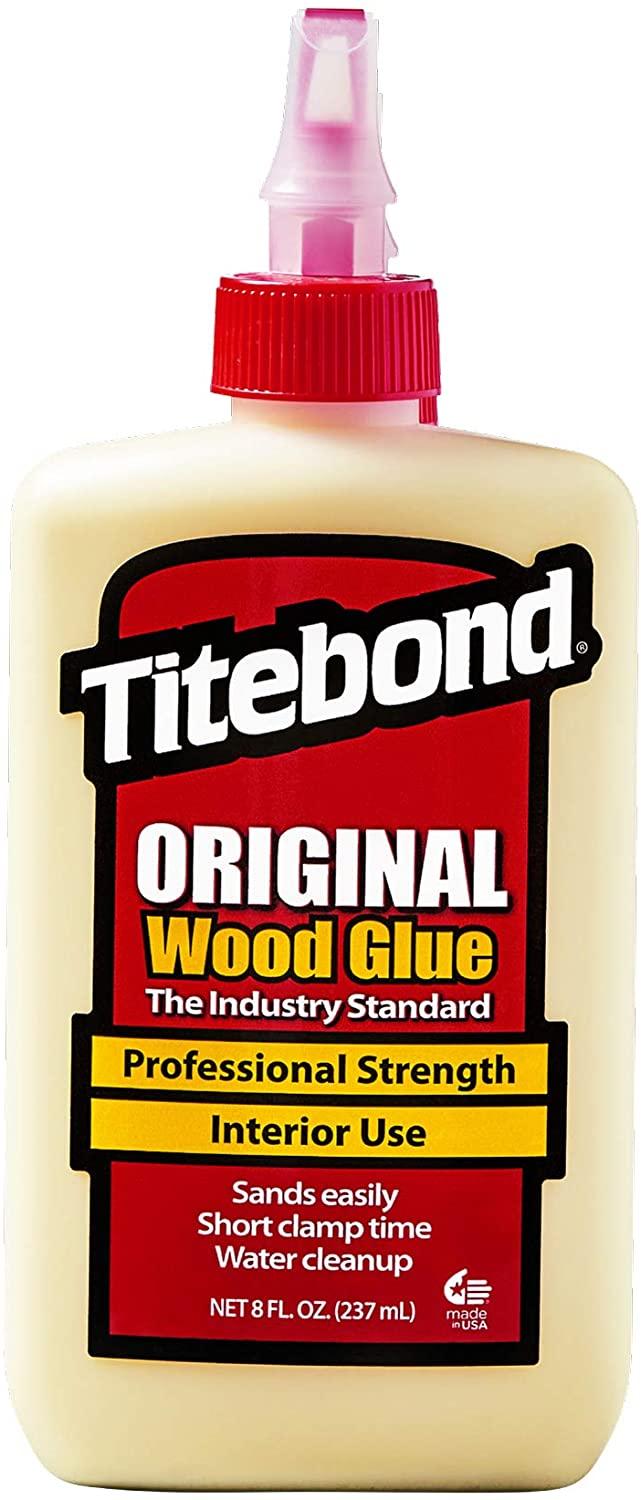 Titebond®
ORIGINAL
Wood Glue
The Industry Standard
Professional Strength
Interior Use
Sands easily
Short clamp time
Water cleanup
NET 8 FL. OZ. (237 mL)
made
in USA